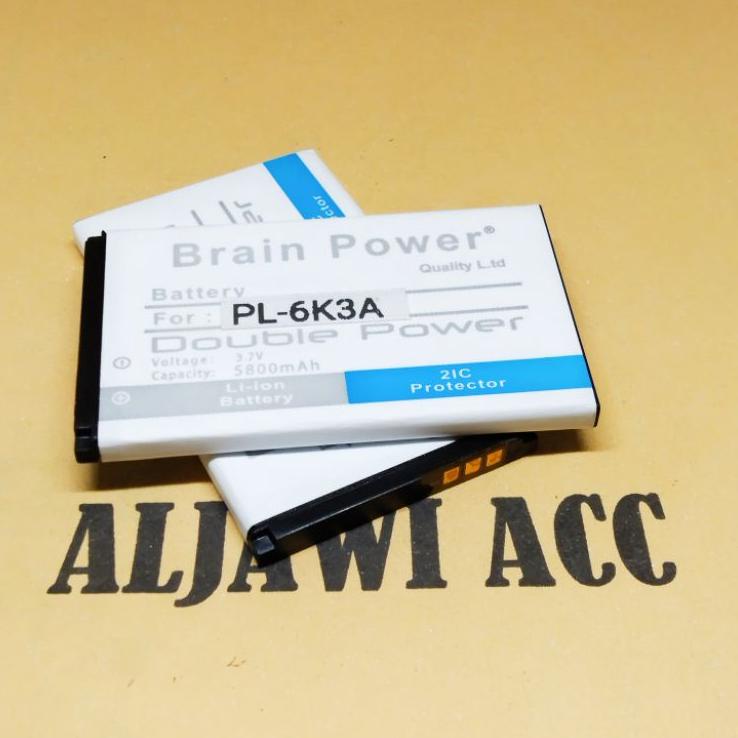 Brain Power®
Quality L.td
Battery
For : PL-6K3A
Double Power
Voltage: 3.7V
Capacity: 5800mAh
Li-ion
Battery
2IC
Protector
ALJAWI ACC